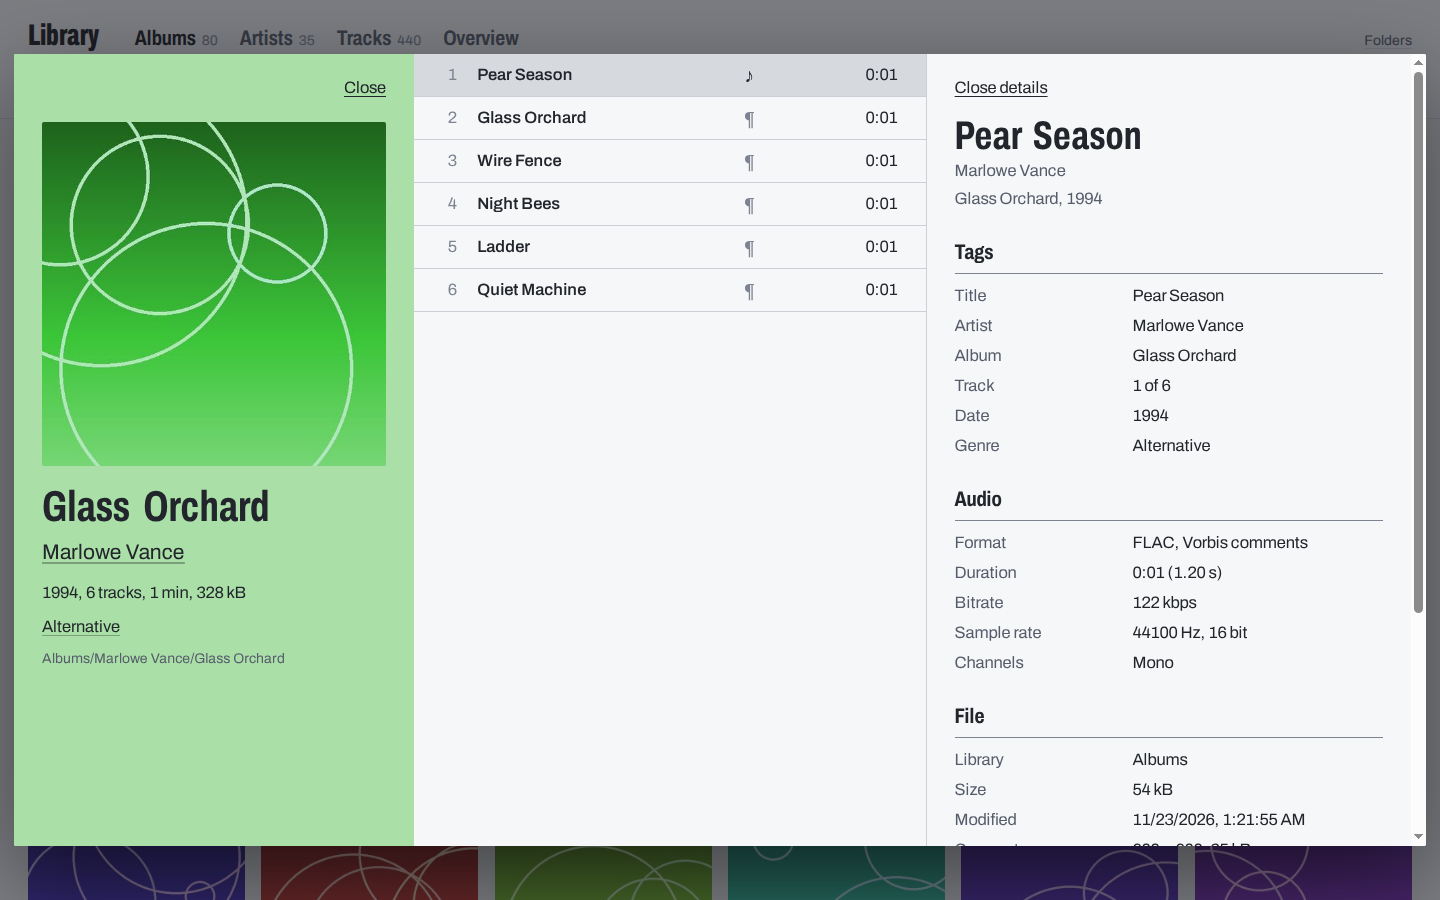 Library Albums 80 Artists 35 Tracks 440 Overview Folders
Close
Glass Orchard
Marlowe Vance
1994, 6 tracks, 1 min, 328 kB
Alternative
Albums/Marlowe Vance/Glass Orchard
1 Pear Season ♪ 0:01
2 Glass Orchard ¶ 0:01
3 Wire Fence ¶ 0:01
4 Night Bees ¶ 0:01
5 Ladder ¶ 0:01
6 Quiet Machine ¶ 0:01
Close details
Pear Season
Marlowe Vance
Glass Orchard, 1994
Tags
Title Pear Season
Artist Marlowe Vance
Album Glass Orchard
Track 1 of 6
Date 1994
Genre Alternative
Audio
Format FLAC, Vorbis comments
Duration 0:01 (1.20 s)
Bitrate 122 kbps
Sample rate 44100 Hz, 16 bit
Channels Mono
File
Library Albums
Size 54 kB
Modified 11/23/2026, 1:21:55 AM